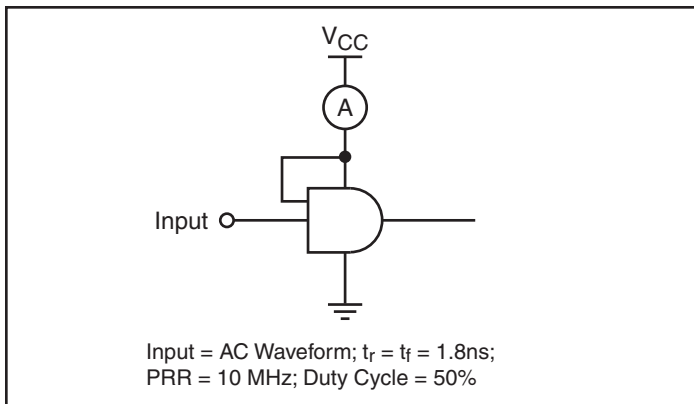 VCC
A
Input
Input = AC Waveform; tr = tf = 1.8ns;
PRR = 10 MHz; Duty Cycle = 50%